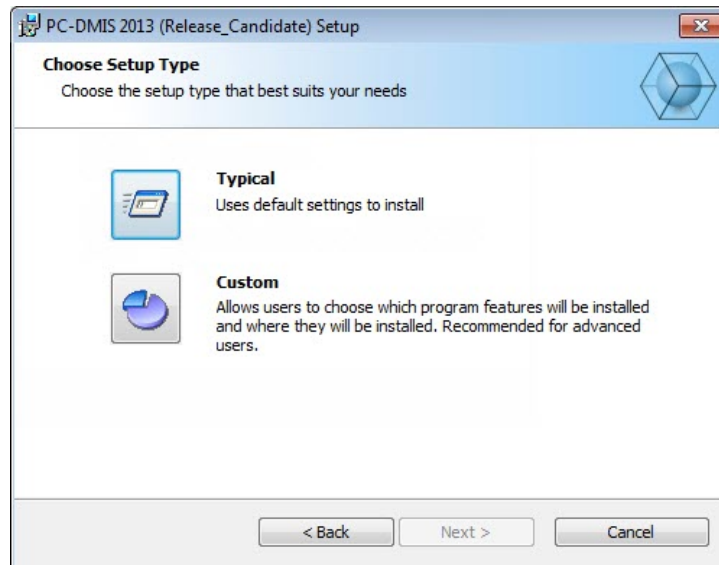 PC-DMIS 2013 (Release_Candidate) Setup
Choose Setup Type
Choose the setup type that best suits your needs
Typical
Uses default settings to install
Custom
Allows users to choose which program features will be installed
and where they will be installed. Recommended for advanced
users.
< Back
Next >
Cancel